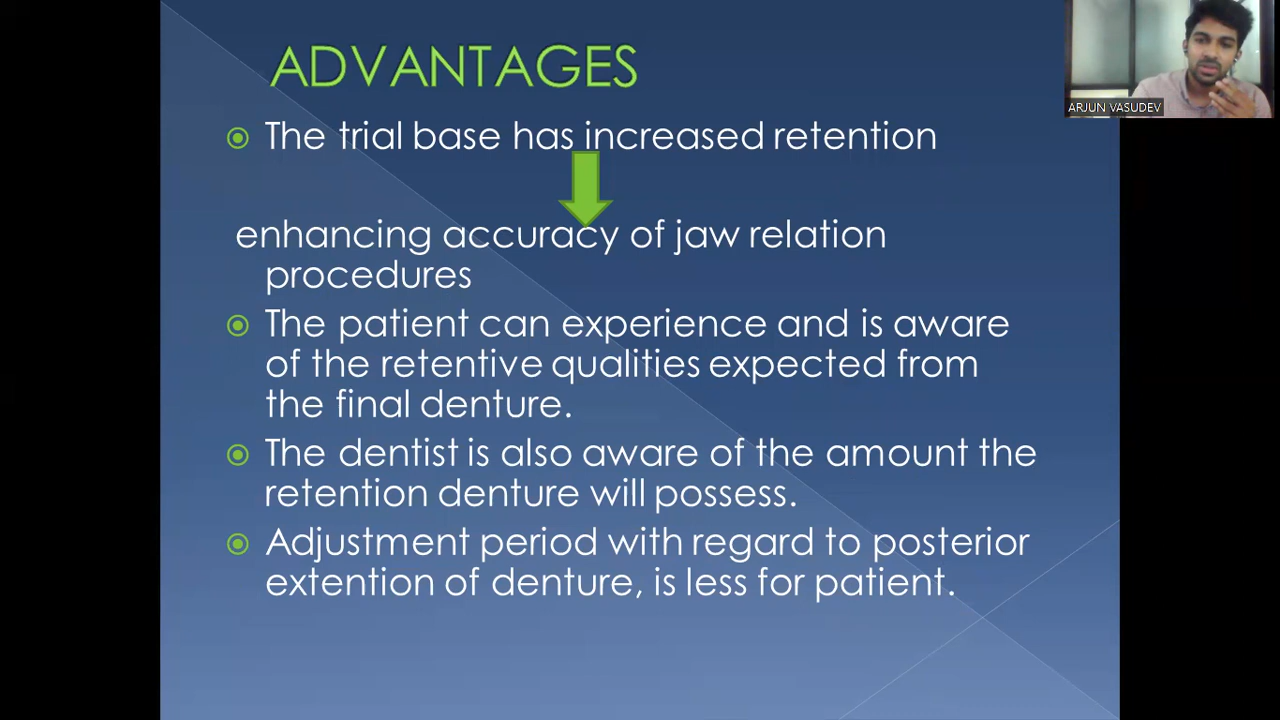 ADVANTAGES
ARJUN VASUDEV
The trial base has increased retention
enhancing accuracy of jaw relation
procedures
The patient can experience and is aware
of the retentive qualities expected from
the final denture.
The dentist is also aware of the amount the
retention denture will possess.
Adjustment period with regard to posterior
extention of denture, is less for patient.